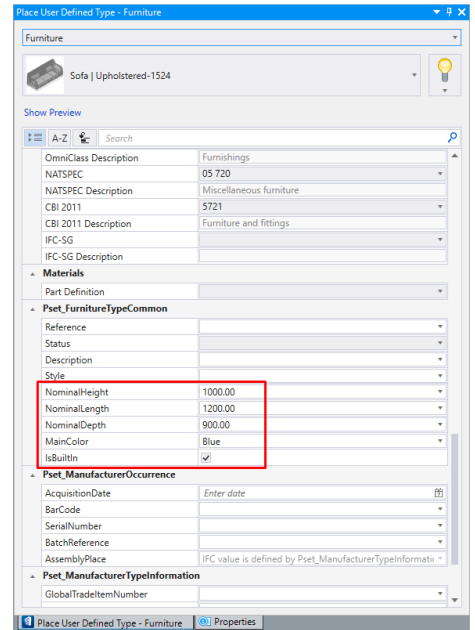 Place User Defined Type - Furniture
Furniture
Sofa | Upholstered-1524
Show Preview
A-Z Search
OmniClass Description Furnishings
NATSPEC 05 720
NATSPEC Description Miscellaneous furniture
CBI 2011 5721
CBI 2011 Description Furniture and fittings
IFC-SG
IFC-SG Description
Materials
Part Definition
Pset_FurnitureTypeCommon
Reference
Status
Description
Style
NominalHeight 1000.00
NominalLength 1200.00
NominalDepth 900.00
MainColor Blue
IsBuiltIn
Pset_ManufacturerOccurrence
AcquisitionDate Enter date
BarCode
SerialNumber
BatchReference
AssemblyPlace IFC value is defined by Pset_ManufacturerTypeInformati
Pset_ManufacturerTypeInformation
GlobalTradeItemNumber
Place User Defined Type - Furniture Properties